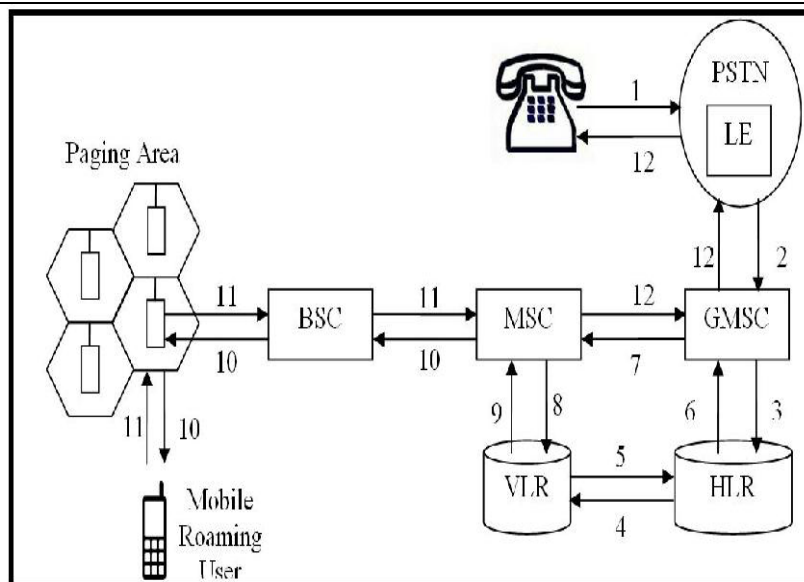 PSTN
1
LE
12
Paging Area
12
2
11
11
12
BSC
MSC
GMSC
10
10
7
11
10
9
8
6
3
5
VLR
HLR
4
Mobile
Roaming
User